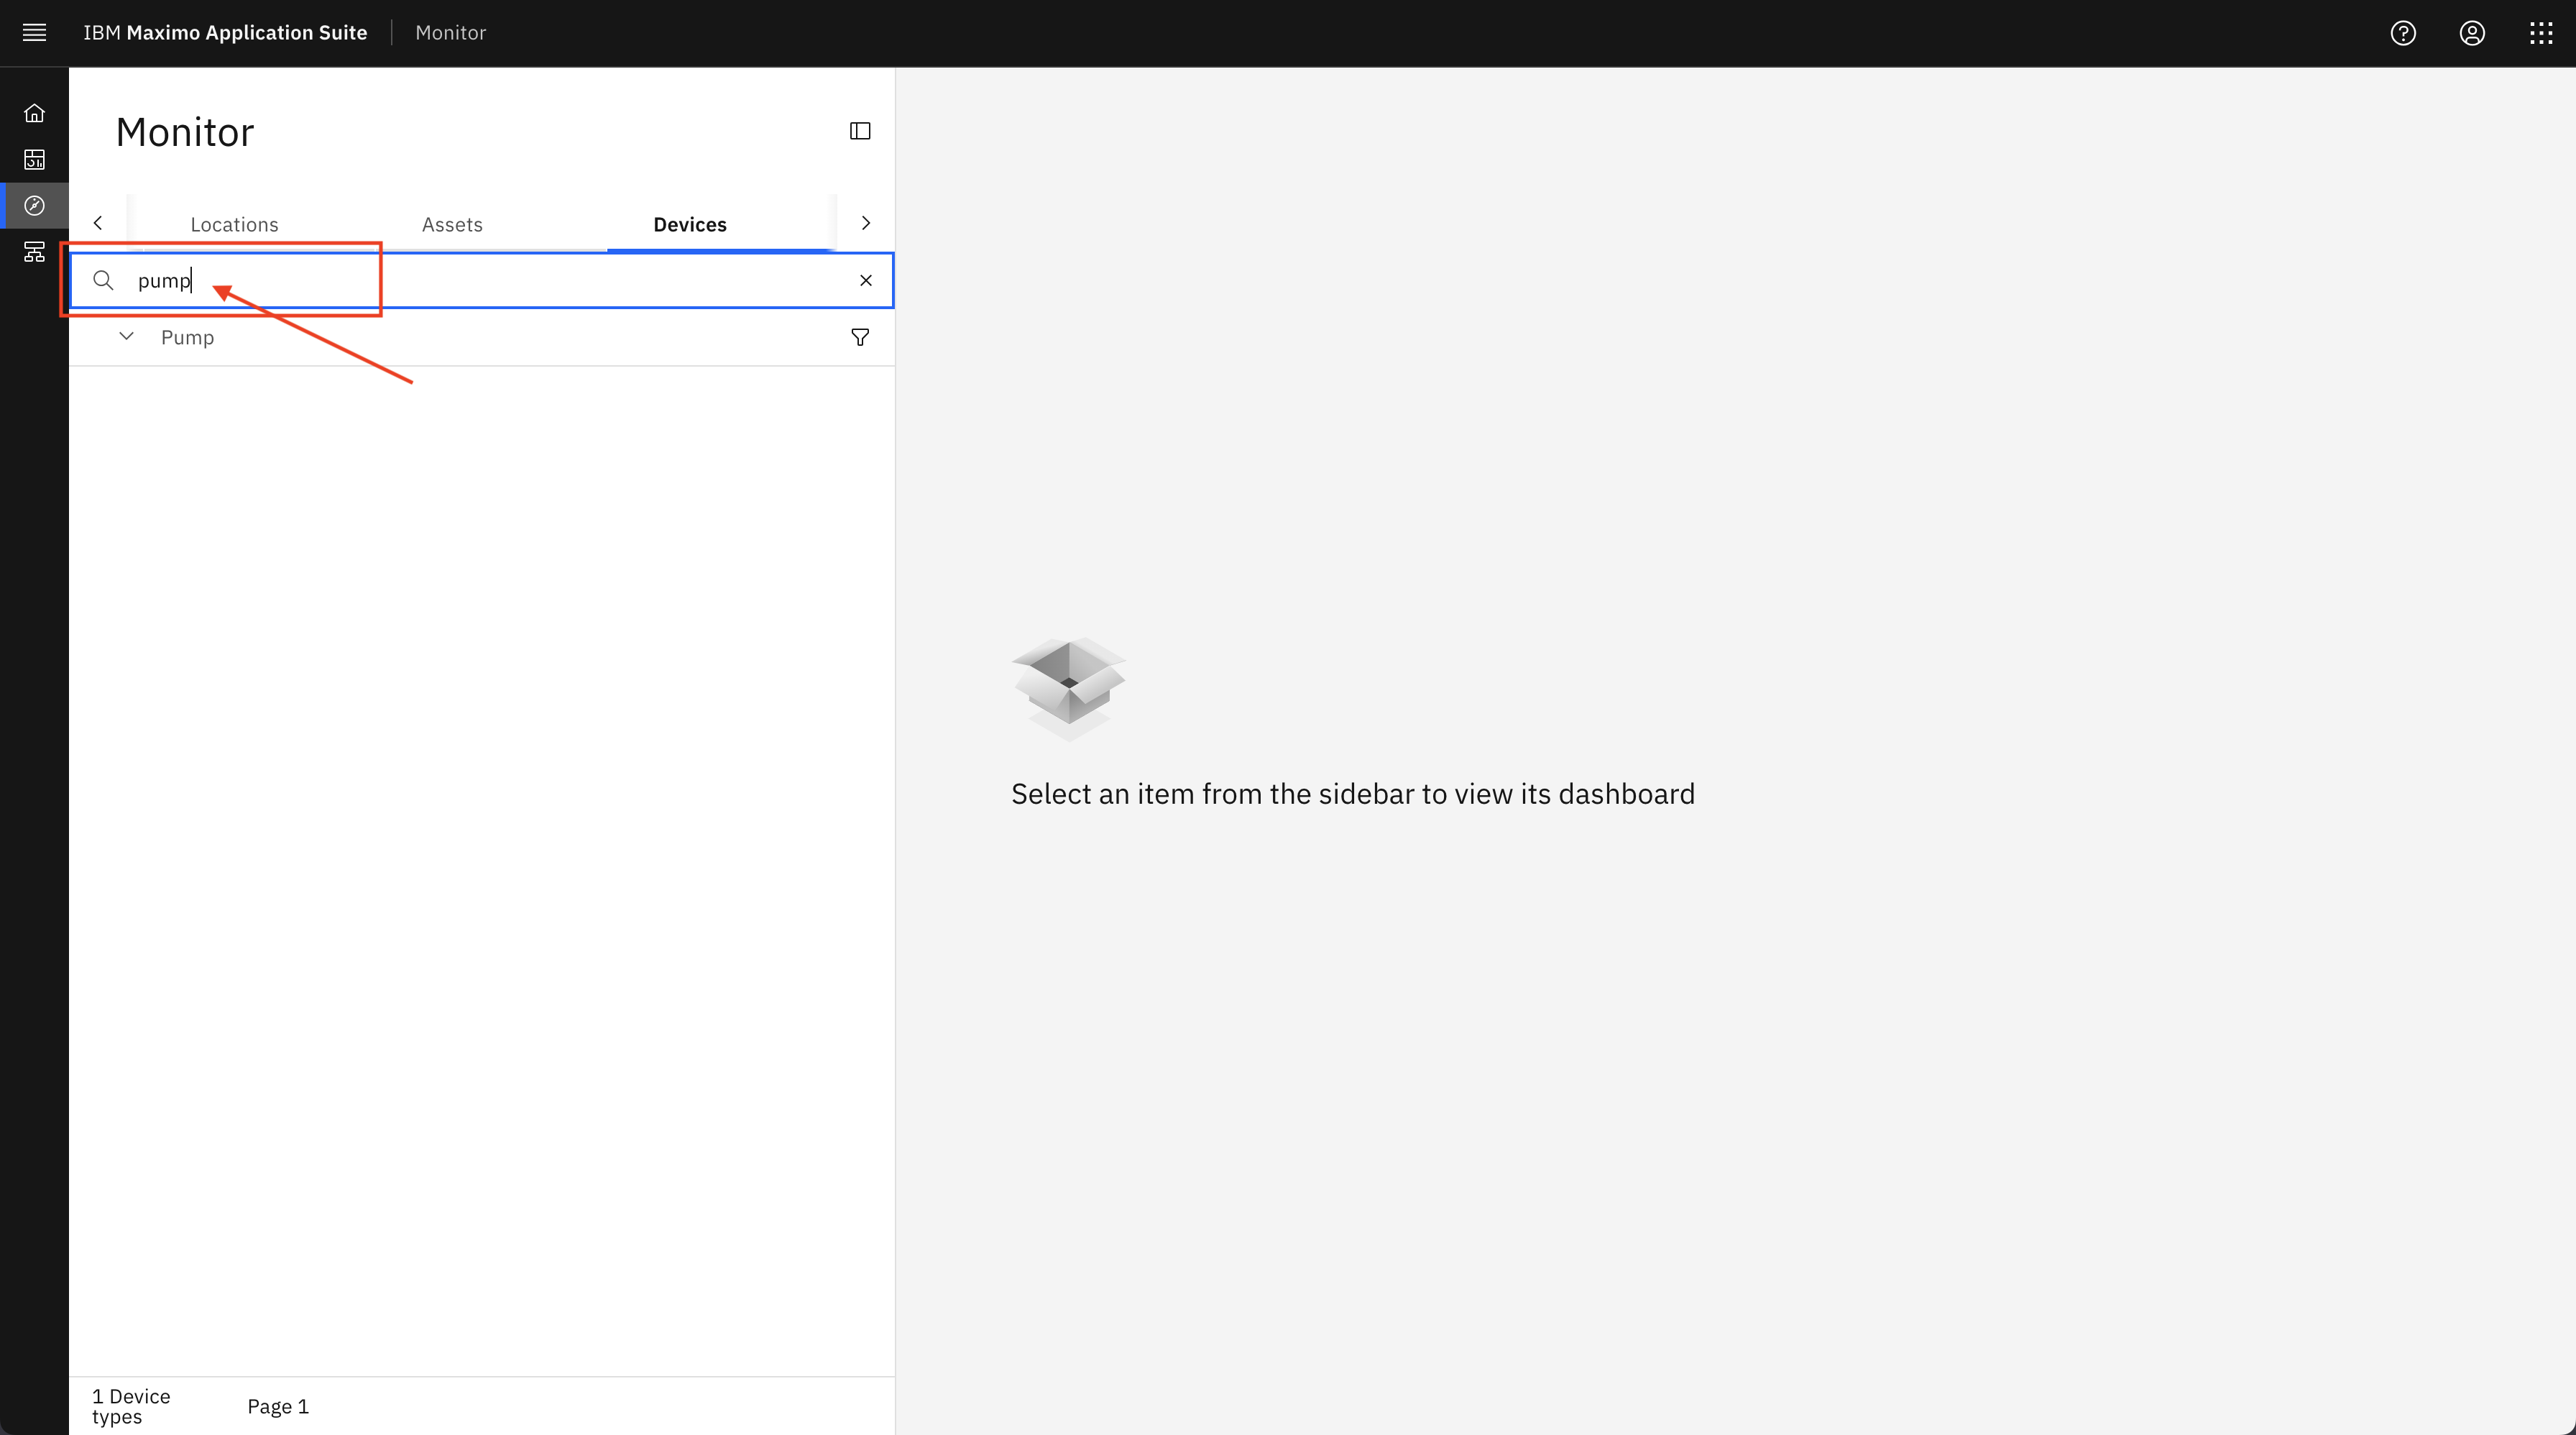 IBM Maximo Application Suite Monitor
Monitor
Locations Assets Devices
pump
Pump
Select an item from the sidebar to view its dashboard
1 Device types
Page 1